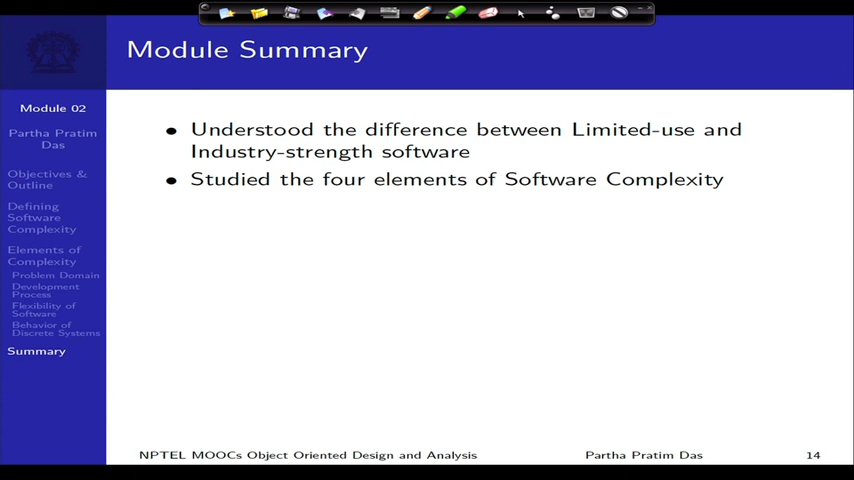 Module Summary
Module 02
Partha Pratim
Das
Objectives &
Outline
Defining
Software
Complexity
Elements of
Complexity
Problem Domain
Development
Process
Flexibility of
Software
Behavior of
Discrete Systems
Summary
• Understood the difference between Limited-use and
Industry-strength software
• Studied the four elements of Software Complexity
NPTEL MOOCs Object Oriented Design and Analysis Partha Pratim Das 14